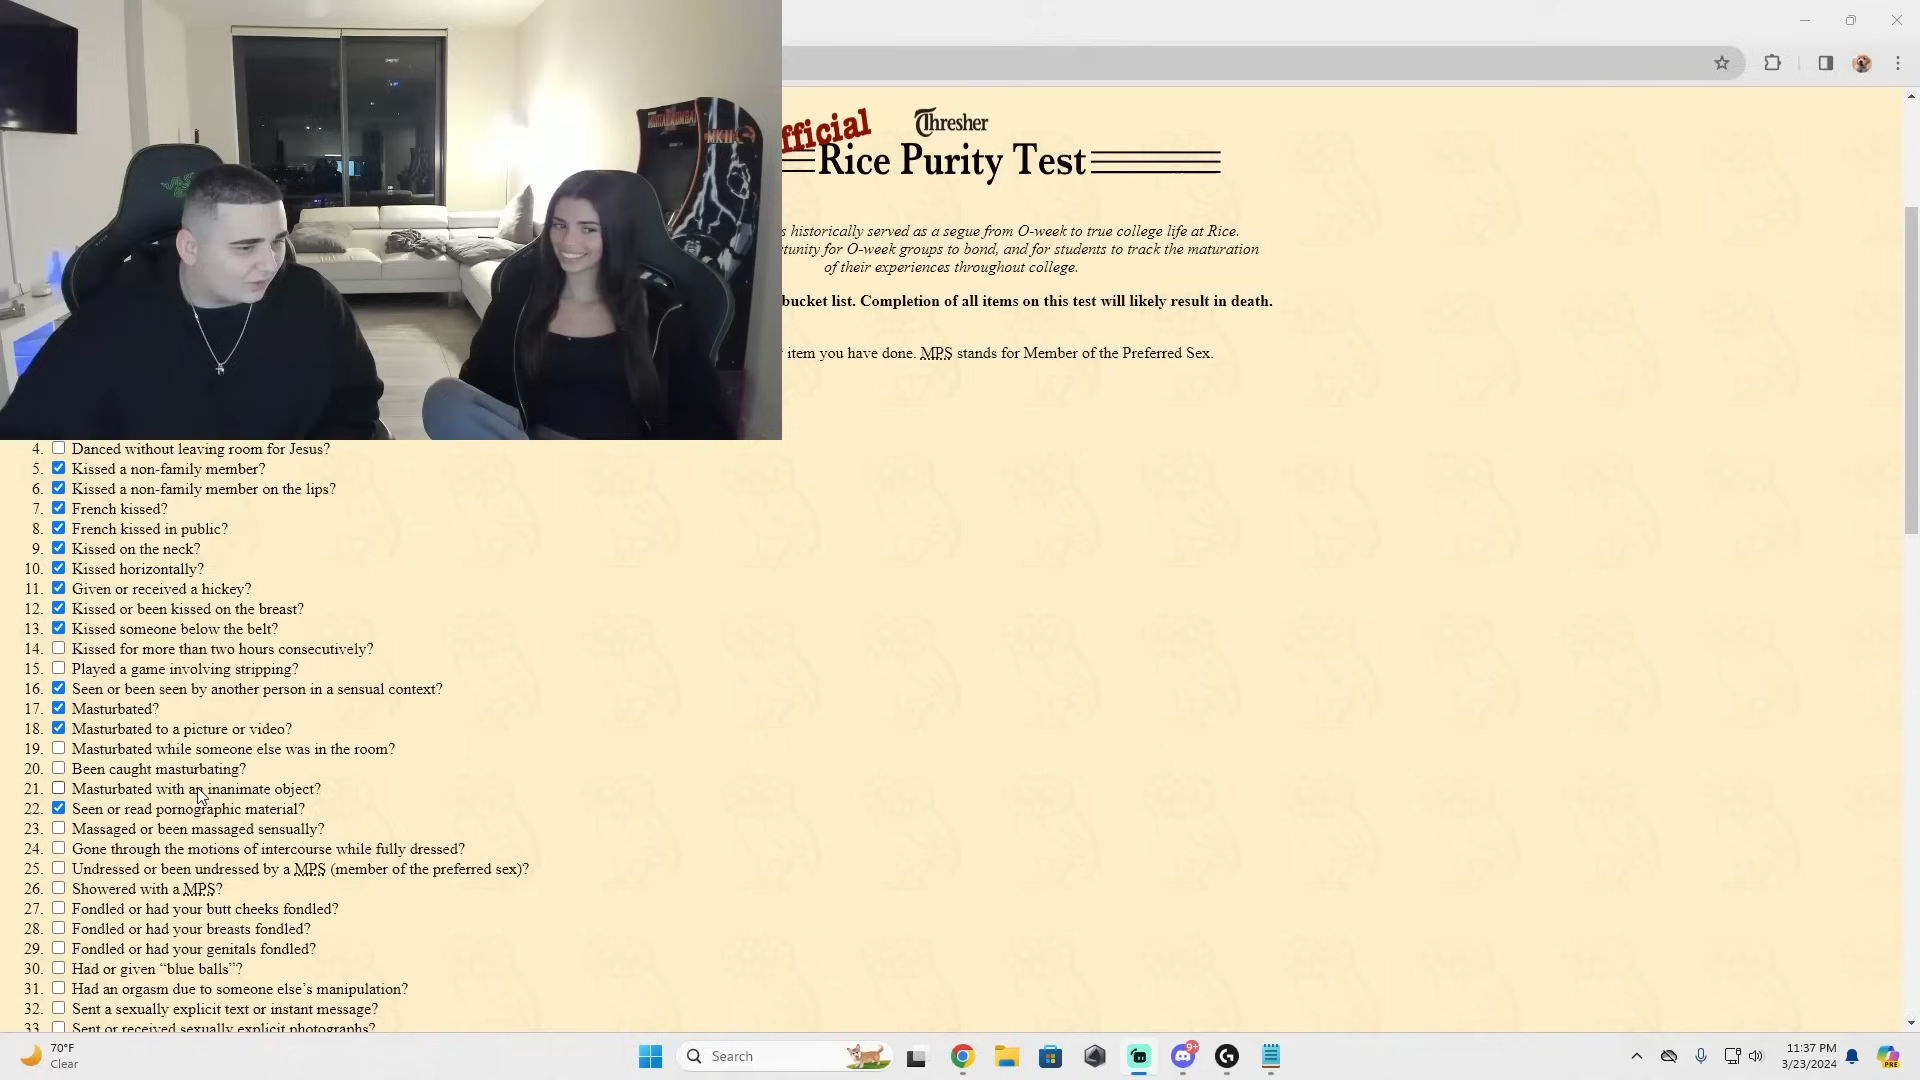 MORTAL KOMBAT
MKII
fficial
Thresher
Rice Purity Test
s historically served as a segue from O-week to true college life at Rice.
tunity for O-week groups to bond, and for students to track the maturation
of their experiences throughout college.
bucket list. Completion of all items on this test will likely result in death.
item you have done. MPS stands for Member of the Preferred Sex.
4. Danced without leaving room for Jesus?
5. Kissed a non-family member?
6. Kissed a non-family member on the lips?
7. French kissed?
8. French kissed in public?
9. Kissed on the neck?
10. Kissed horizontally?
11. Given or received a hickey?
12. Kissed or been kissed on the breast?
13. Kissed someone below the belt?
14. Kissed for more than two hours consecutively?
15. Played a game involving stripping?
16. Seen or been seen by another person in a sensual context?
17. Masturbated?
18. Masturbated to a picture or video?
19. Masturbated while someone else was in the room?
20. Been caught masturbating?
21. Masturbated with an inanimate object?
22. Seen or read pornographic material?
23. Massaged or been massaged sensually?
24. Gone through the motions of intercourse while fully dressed?
25. Undressed or been undressed by a MPS (member of the preferred sex)?
26. Showered with a MPS?
27. Fondled or had your butt cheeks fondled?
28. Fondled or had your breasts fondled?
29. Fondled or had your genitals fondled?
30. Had or given “blue balls”?
31. Had an orgasm due to someone else’s manipulation?
32. Sent a sexually explicit text or instant message?
33. Sent or received sexually explicit photographs?
70°F
Clear
Search
9+
11:37 PM
3/23/2024
PRE